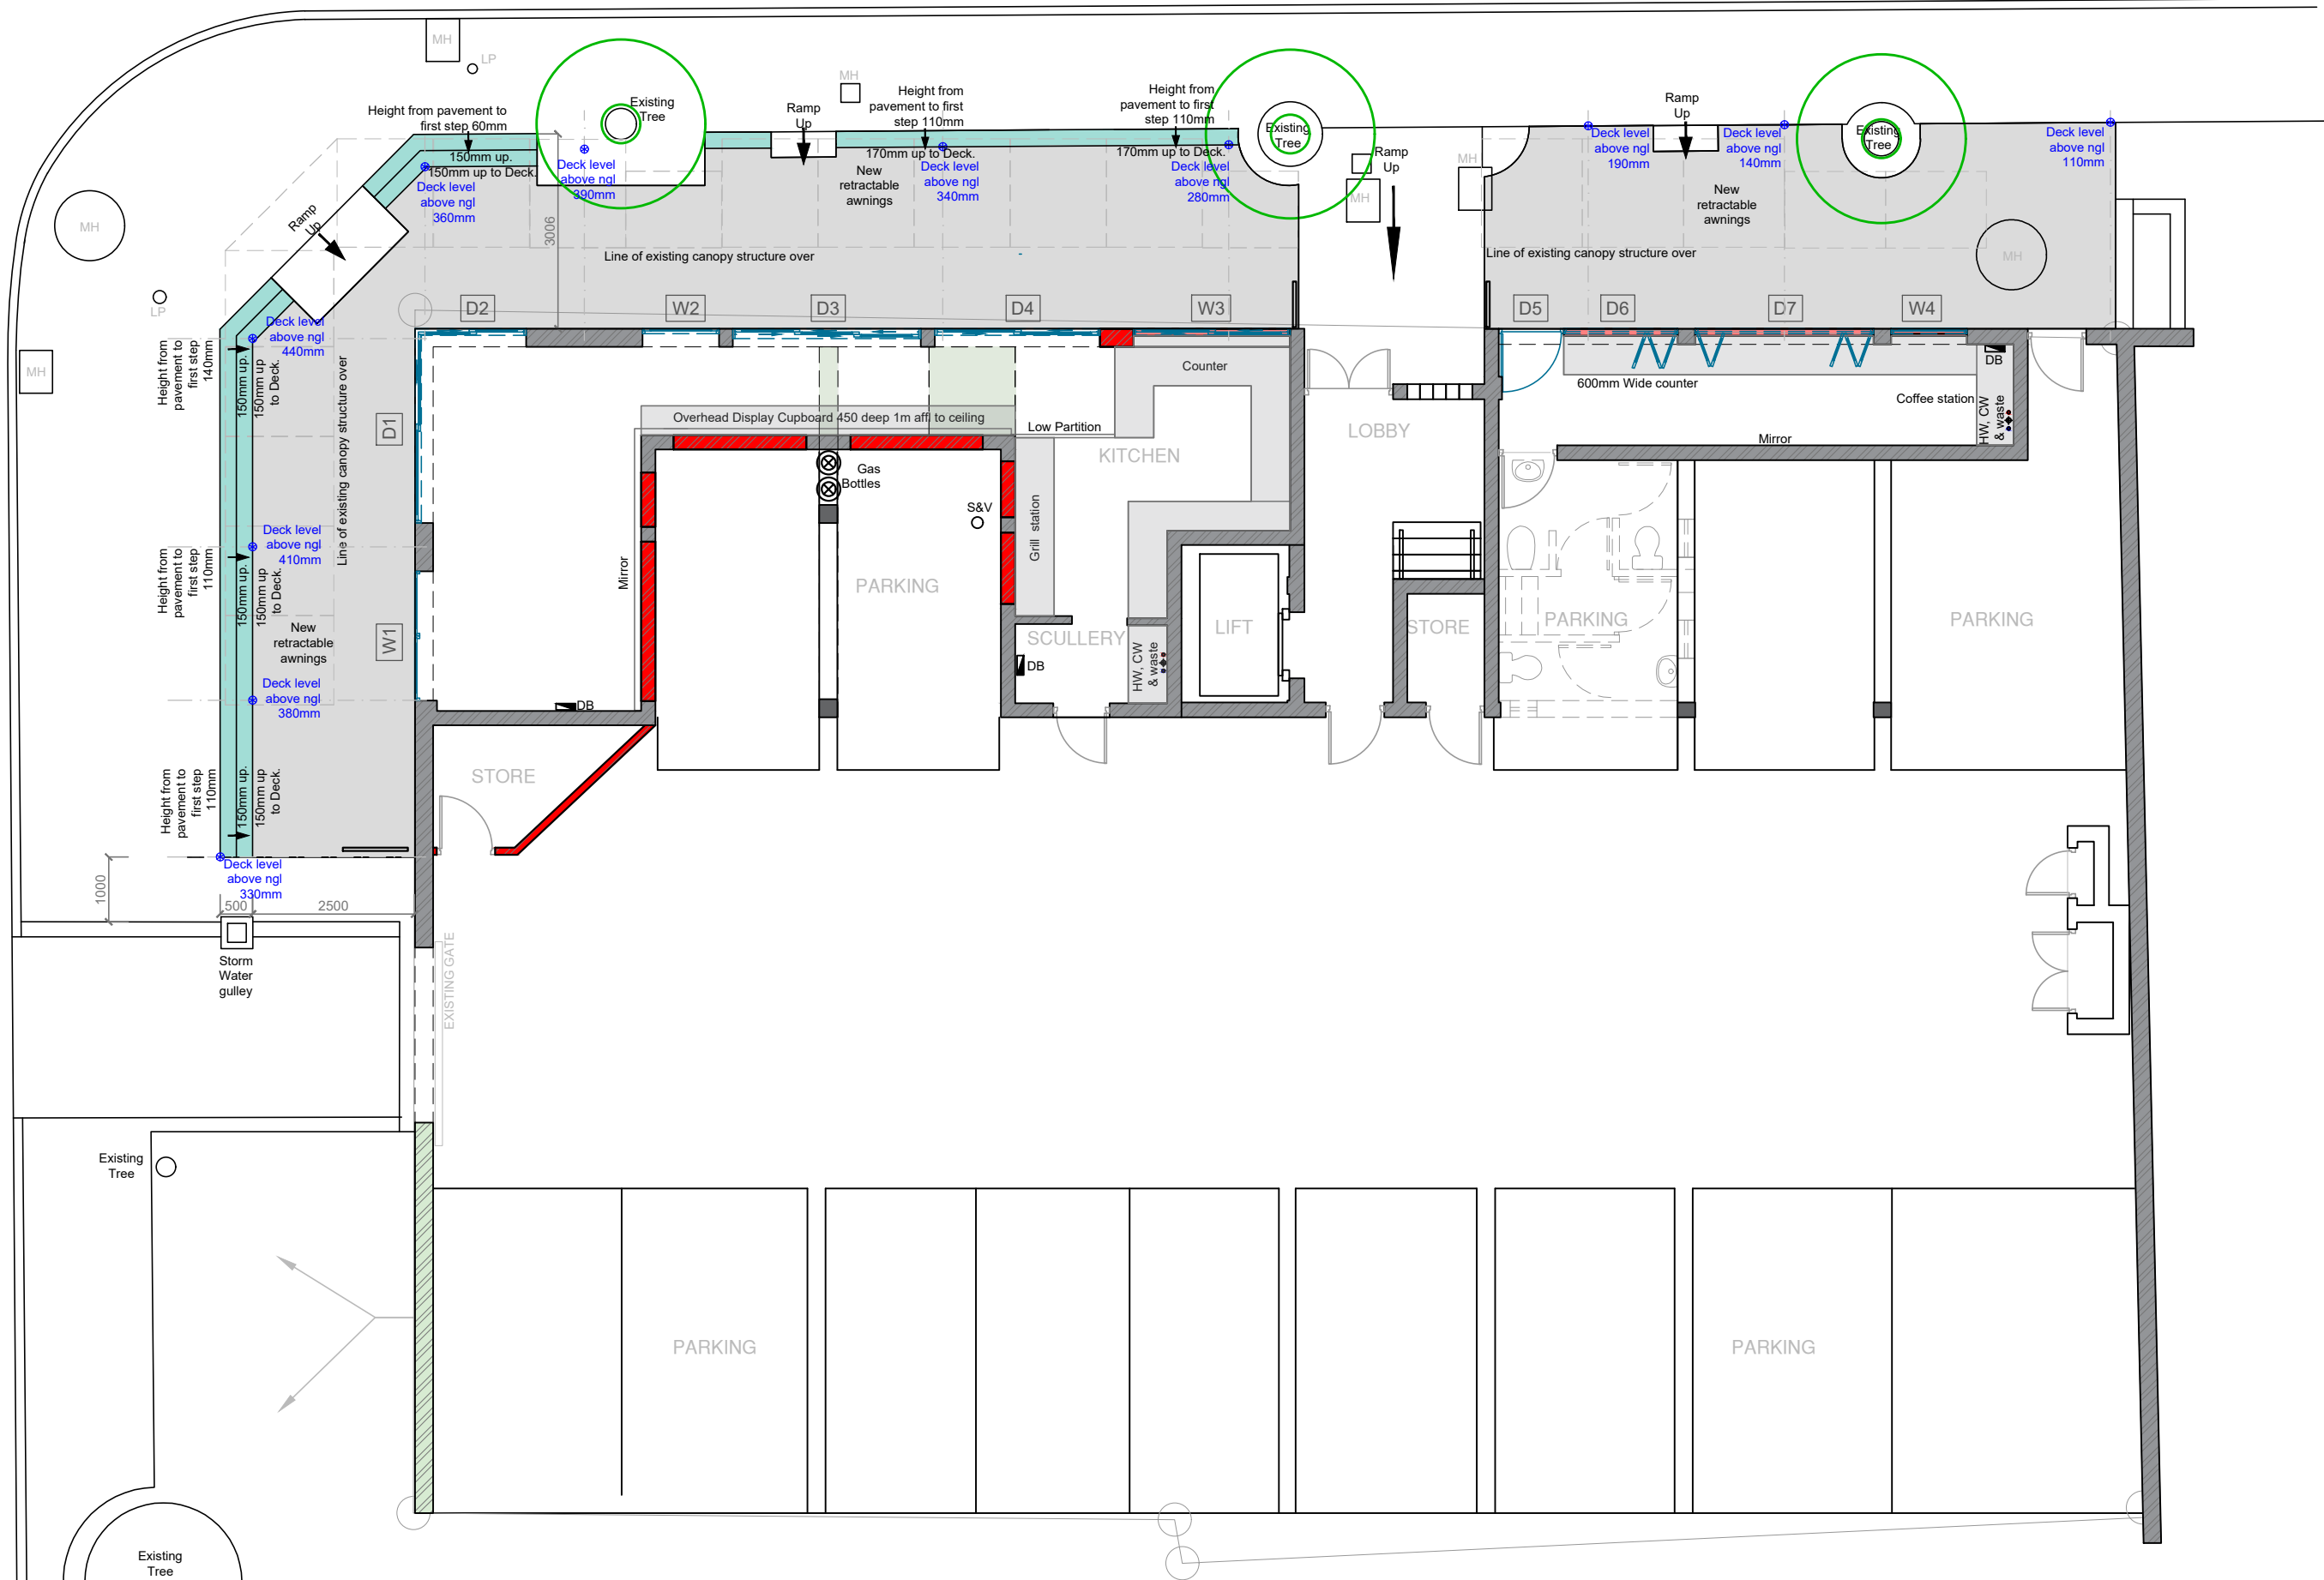 MH
LP
Height from pavement to
first step 60mm
150mm up.
150mm up to Deck.
Deck level
above ngl
360mm
Existing
Tree
Deck level
above ngl
390mm
3006
MH
Ramp
Up
Height from
pavement to first
step 110mm
170mm up to Deck.
Deck level
above ngl
340mm
New
retractable
awnings
Height from
pavement to first
step 110mm
170mm up to Deck.
Deck level
above ngl
280mm
Existing
Tree
Ramp
Up
MH
MH
Deck level
above ngl
190mm
Ramp
Up
Deck level
above ngl
140mm
New
retractable
awnings
Existing
Tree
Deck level
above ngl
110mm
MH
MH
LP
MH
Ramp
Up
Line of existing canopy structure over
Line of existing canopy structure over
D2
W2
D3
D4
W3
D5
D6
D7
W4
Deck level
above ngl
440mm
Height from
pavement to
first step
140mm
150mm up.
150mm up
to Deck.
Line of existing canopy structure over
D1
Deck level
above ngl
410mm
Height from
pavement to
first step
110mm
150mm up.
150mm up
to Deck.
New
retractable
awnings
W1
Deck level
above ngl
380mm
Height from
pavement to
first step
110mm
150mm up.
150mm up
to Deck.
Deck level
above ngl
330mm
1000
500
2500
Storm
Water
gulley
EXISTING GATE
Counter
Overhead Display Cupboard 450 deep 1m affl to ceiling
Low Partition
KITCHEN
Gas
Bottles
S&V
Grill station
Mirror
PARKING
SCULLERY
DB
HW, CW
& waste
LIFT
LOBBY
STORE
DB
STORE
600mm Wide counter
Coffee station
DB
HW, CW
& waste
Mirror
PARKING
PARKING
Existing
Tree
PARKING
PARKING
Existing
Tree